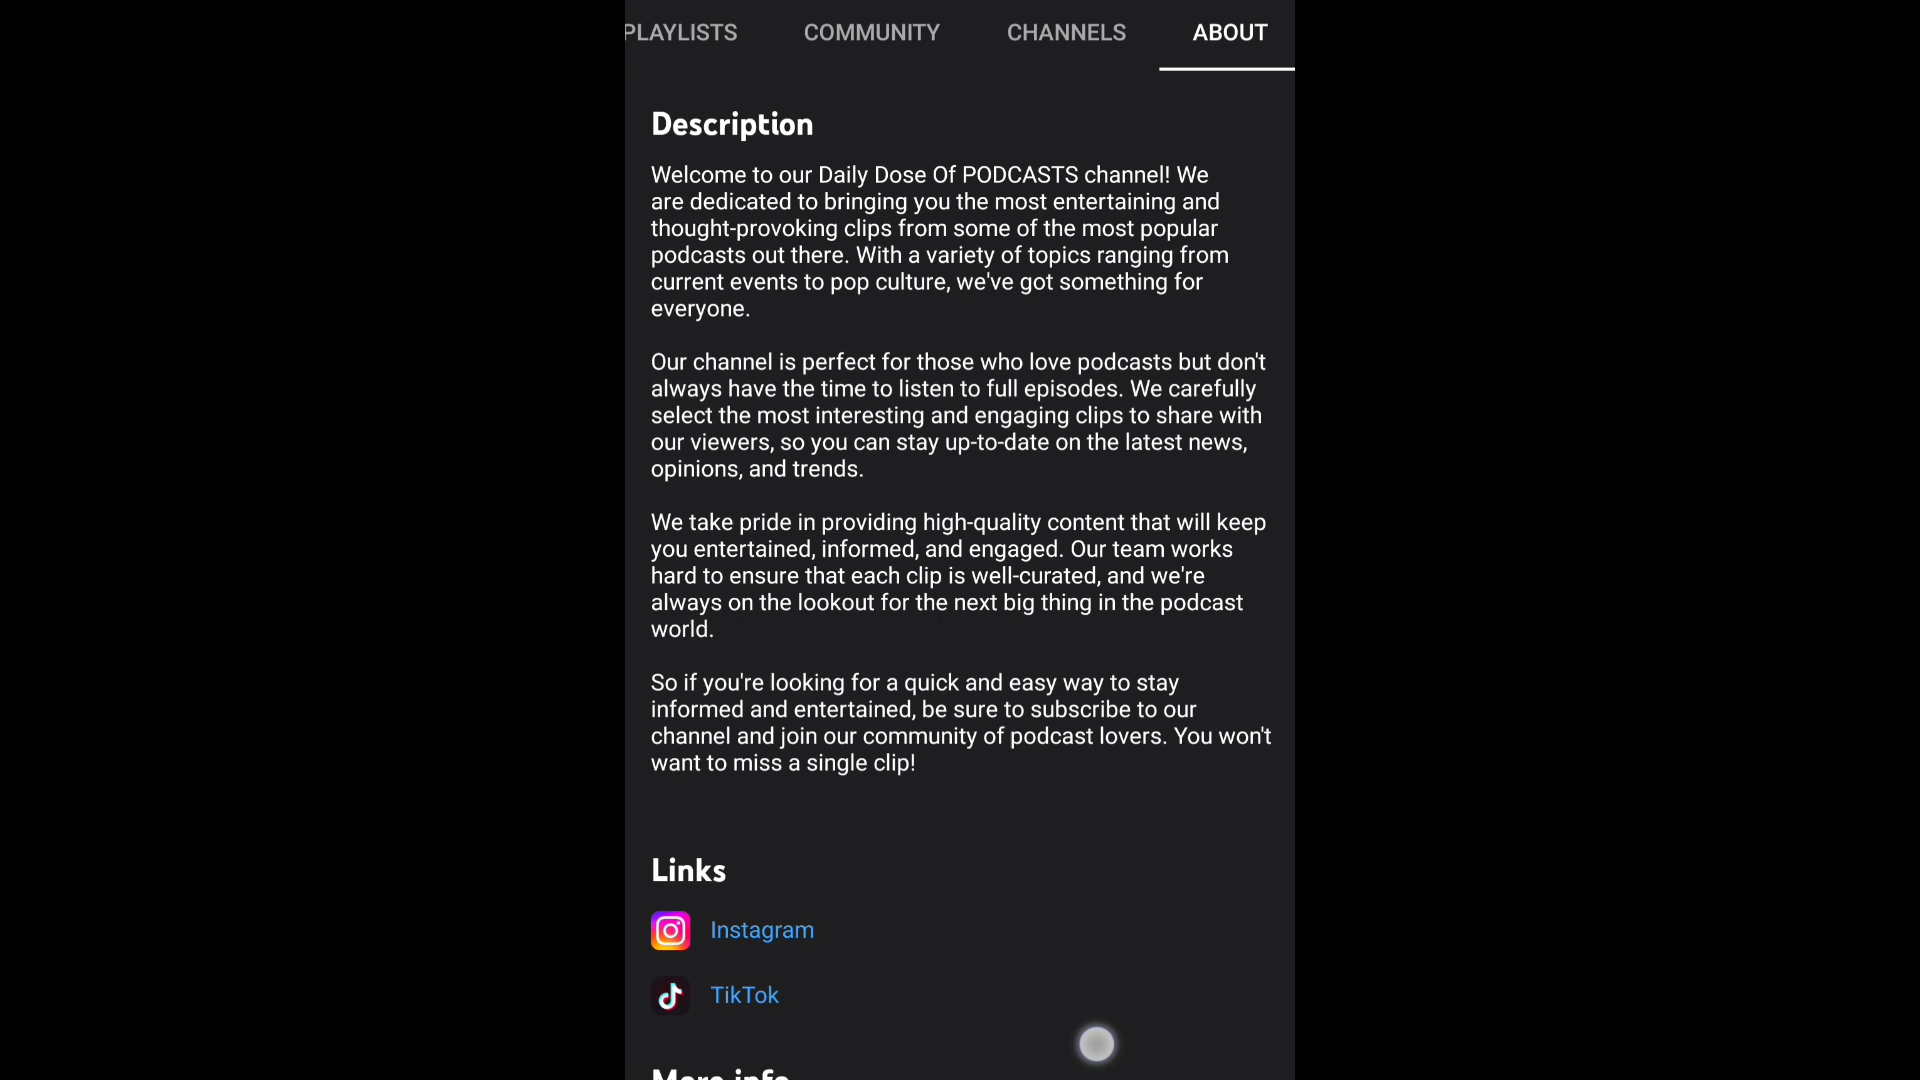 PLAYLISTS COMMUNITY CHANNELS ABOUT
Description
Welcome to our Daily Dose Of PODCASTS channel! We
are dedicated to bringing you the most entertaining and
thought-provoking clips from some of the most popular
podcasts out there. With a variety of topics ranging from
current events to pop culture, we've got something for
everyone.
Our channel is perfect for those who love podcasts but don't
always have the time to listen to full episodes. We carefully
select the most interesting and engaging clips to share with
our viewers, so you can stay up-to-date on the latest news,
opinions, and trends.
We take pride in providing high-quality content that will keep
you entertained, informed, and engaged. Our team works
hard to ensure that each clip is well-curated, and we're
always on the lookout for the next big thing in the podcast
world.
So if you're looking for a quick and easy way to stay
informed and entertained, be sure to subscribe to our
channel and join our community of podcast lovers. You won't
want to miss a single clip!
Links
Instagram
TikTok
More info